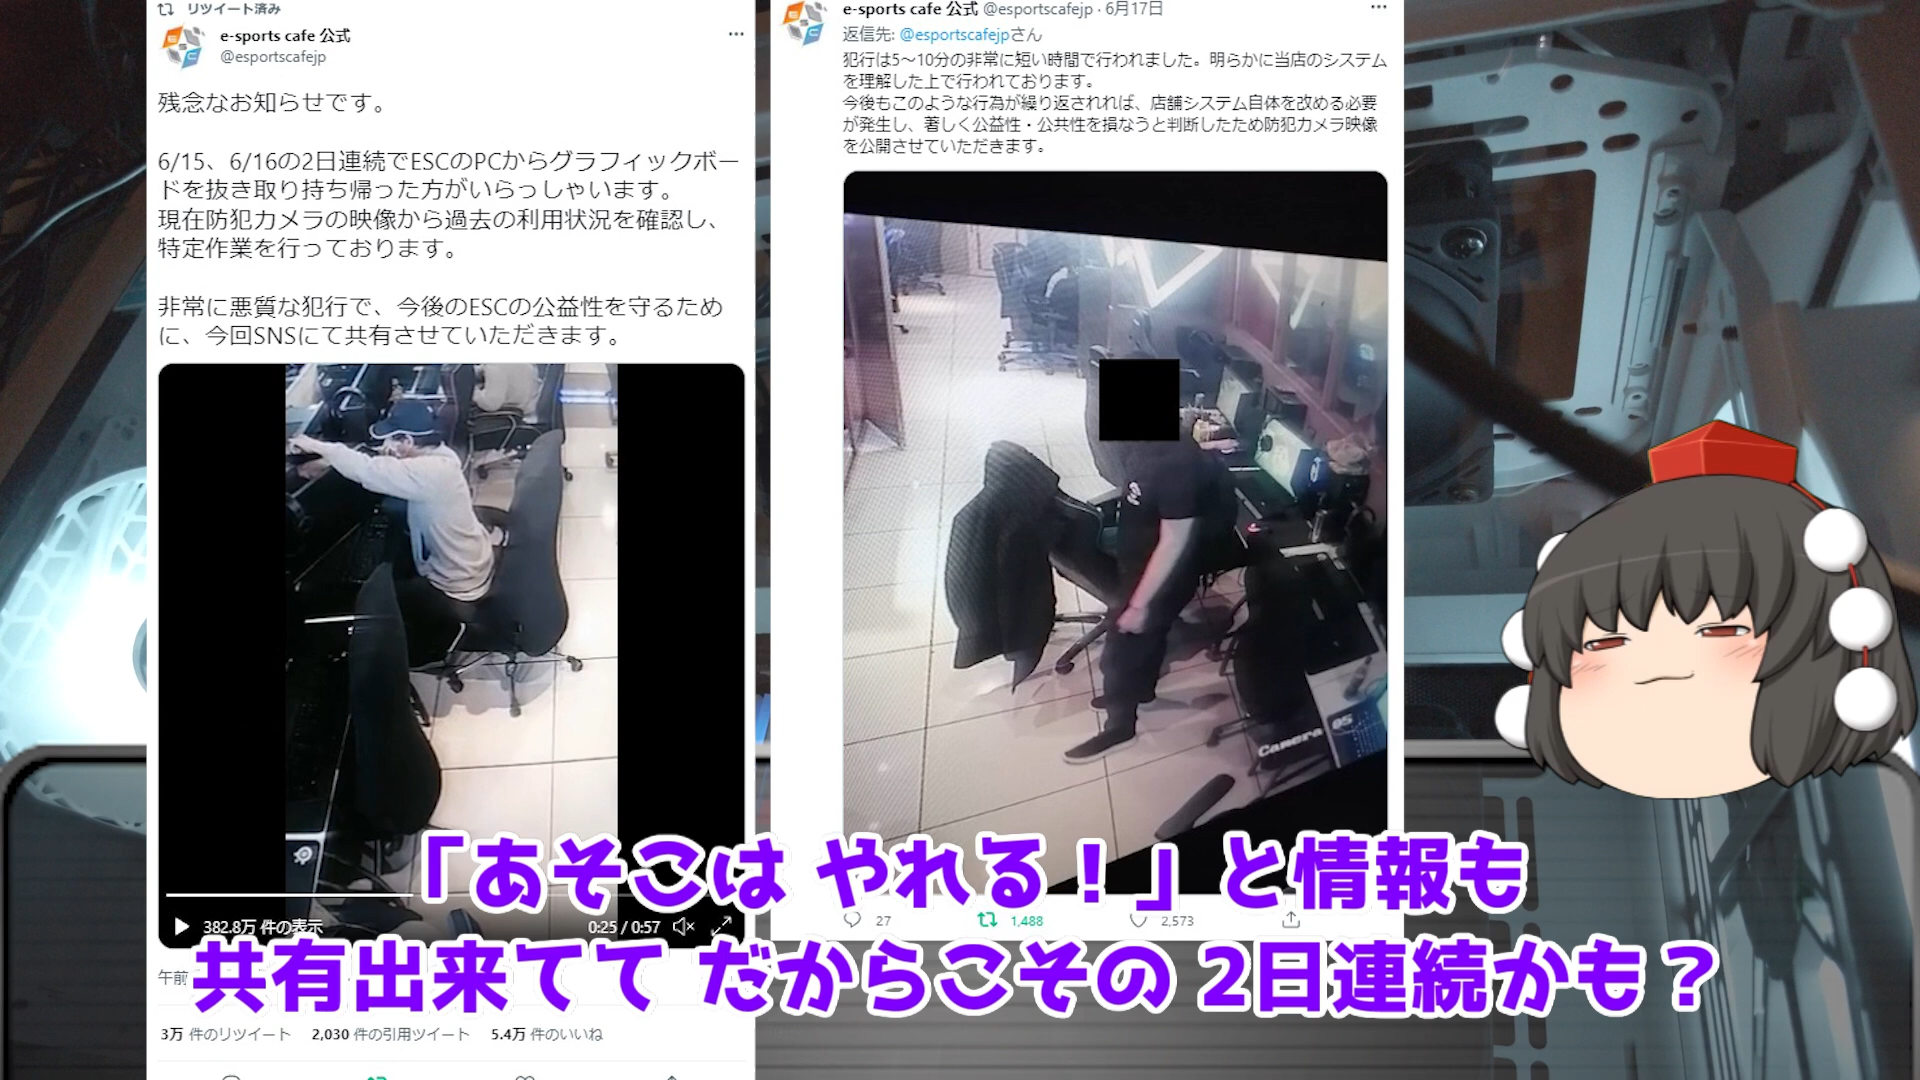 リツイート済み
e-sports cafe 公式
@esportscafejp
残念なお知らせです。
6/15、6/16の2日連続でESCのPCからグラフィックボー
ドを抜き取り持ち帰った方がいらっしゃいます。
現在防犯カメラの映像から過去の利用状況を確認し、
特定作業を行っております。
非常に悪質な犯行で、今後のESCの公益性を守るため
に、今回SNSにて共有させていただきます。
382.8万 件の表示
0:25 / 0:57
午前
3万 件のリツイート 2,030 件の引用ツイート 5.4万 件のいいね
e-sports cafe 公式 @esportscafejp · 6月17日
返信先: @esportscafejpさん
犯行は5〜10分の非常に短い時間で行われました。明らかに当店のシステム
を理解した上で行われております。
今後もこのような行為が繰り返されれば、店舗システム自体を改める必要
が発生し、著しく公益性・公共性を損なうと判断したため防犯カメラ映像
を公開させていただきます。
Camera 05
27 1,488 2,573
「あそこは やれる！」と情報も
共有出来てて だからこその 2日連続かも？